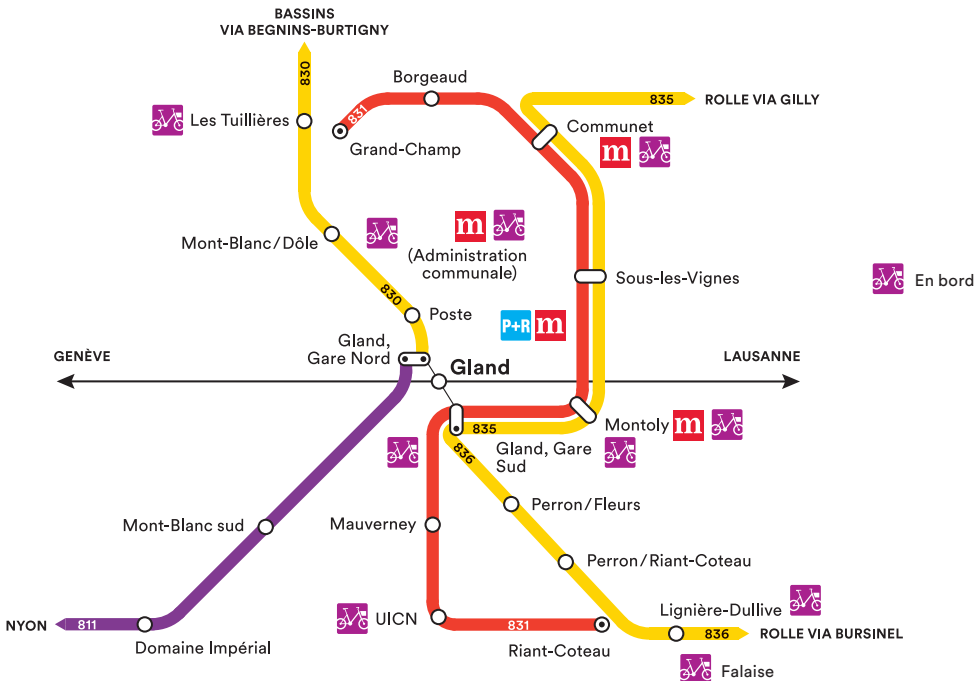 BASSINS
VIA BEGNINS-BURTIGNY
830
Borgeaud
835
ROLLE VIA GILLY
831
Les Tuillières
Communet
m
Grand-Champ
Mont-Blanc/Dôle
m
(Administration
communale)
Sous-les-Vignes
En bord
830
Poste
P+R
m
Gland,
Gare Nord
GENÈVE
Gland
LAUSANNE
835
Montoly
m
Gland, Gare
Sud
836
Perron/Fleurs
Mont-Blanc sud
Mauverney
Perron/Riant-Coteau
Lignière-Dullive
UICN
NYON
811
831
836
ROLLE VIA BURSINEL
Domaine Impérial
Riant-Coteau
Falaise